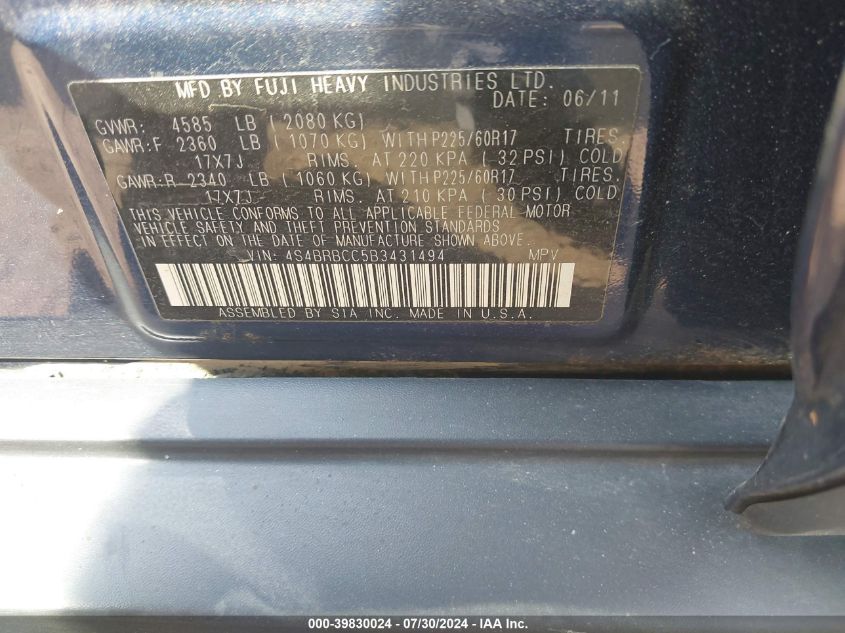 MFD BY FUJI HEAVY INDUSTRIES LTD.
DATE: 06/11
GVWR: 4585 LB ( 2080 KG)
GAWR:F 2360 LB ( 1070 KG) WITH P225/60R17 TIRES.
17X7J RIMS. AT 220 KPA ( 32 PSI) COLD
GAWR:R 2340 LB ( 1060 KG) WITH P225/60R17 TIRES.
17X7J RIMS. AT 210 KPA ( 30 PSI) COLD
THIS VEHICLE CONFORMS TO ALL APPLICABLE FEDERAL MOTOR
VEHICLE SAFETY AND THEFT PREVENTION STANDARDS
IN EFFECT ON THE DATE OF MANUFACTURE SHOWN ABOVE.
VIN: 4S4BRBCC5B3431494 MPV
ASSEMBLED BY SIA INC. MADE IN U.S.A.
000-39830024 - 07/30/2024 - IAA Inc.